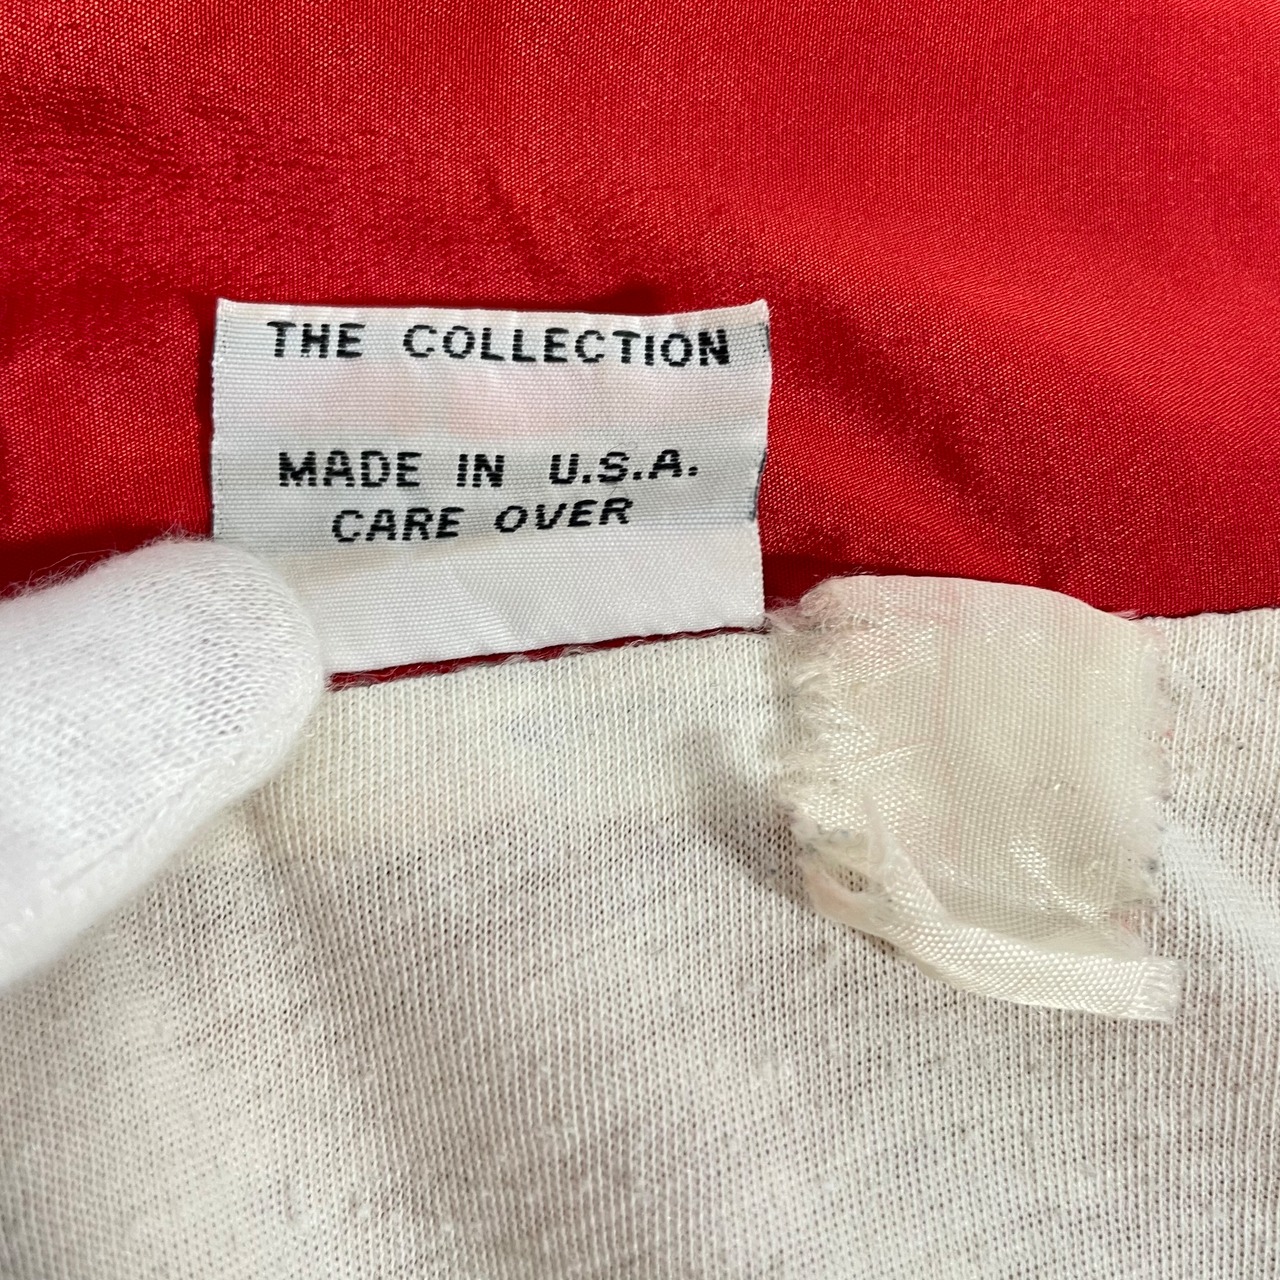 THE COLLECTION
MADE IN U.S.A.
CARE OVER